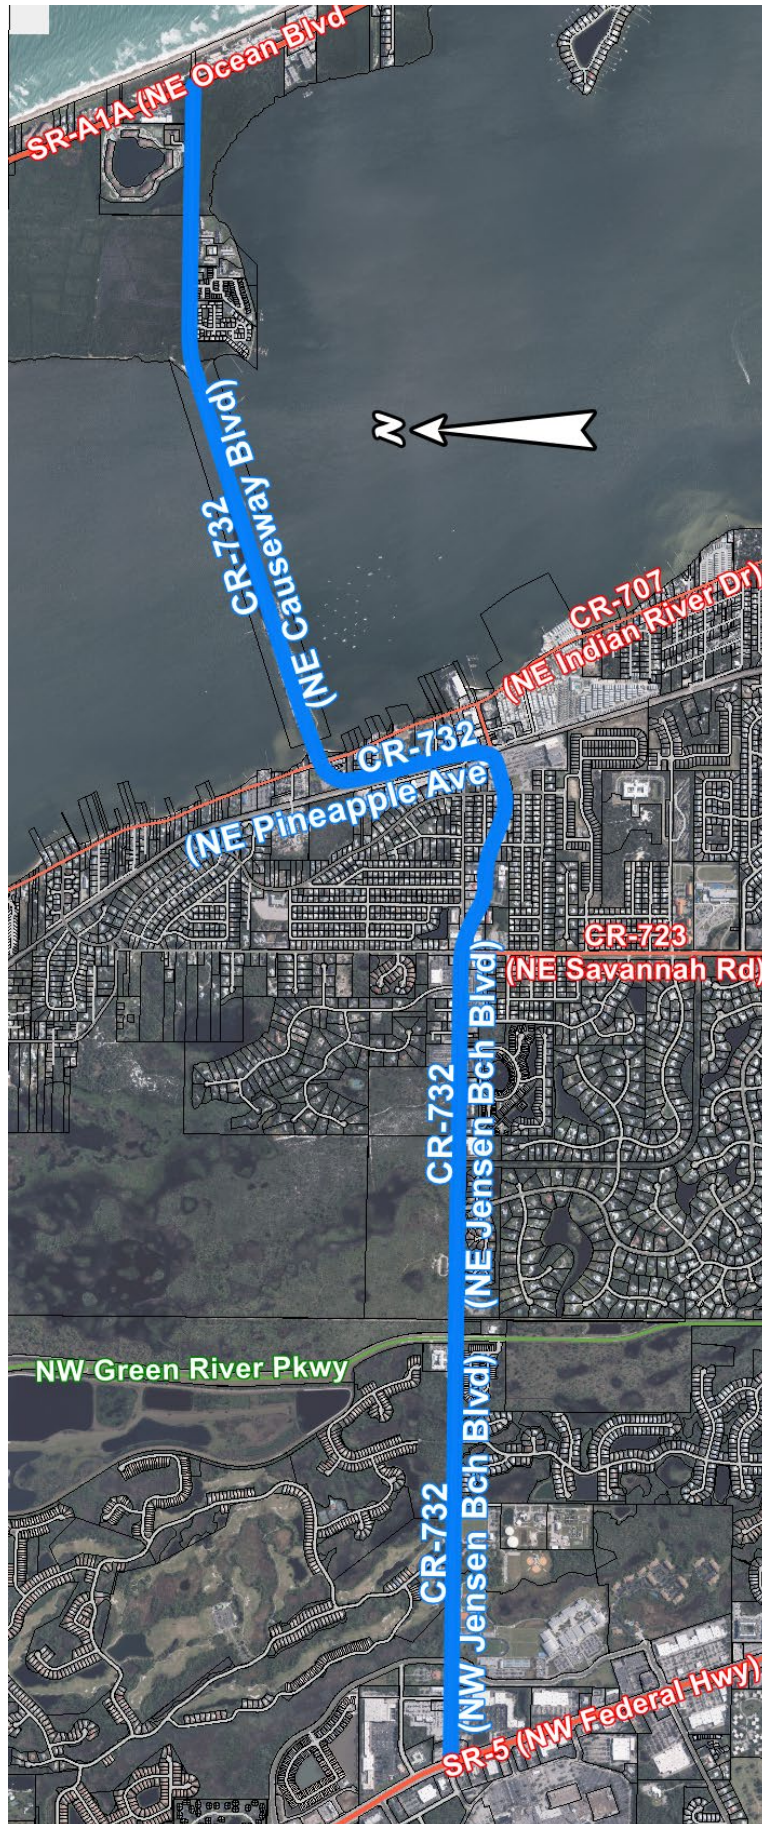 SR-A1A (NE Ocean Blvd
N
CR-732
(NE Causeway Blvd)
CR-707
(NE Indian River Dr)
CR-732
(NE Pineapple Ave
CR-723
(NE Savannah Rd)
CR-732
(NE Jensen Bch Blvd)
NW Green River Pkwy
CR-732
(NW Jensen Bch Blvd)
SR-5 (NW Federal Hwy)